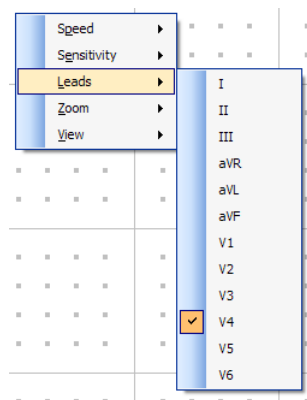 Speed
Sensitivity
Leads
Zoom
View
I
II
III
aVR
aVL
aVF
V1
V2
V3
V4
V5
V6